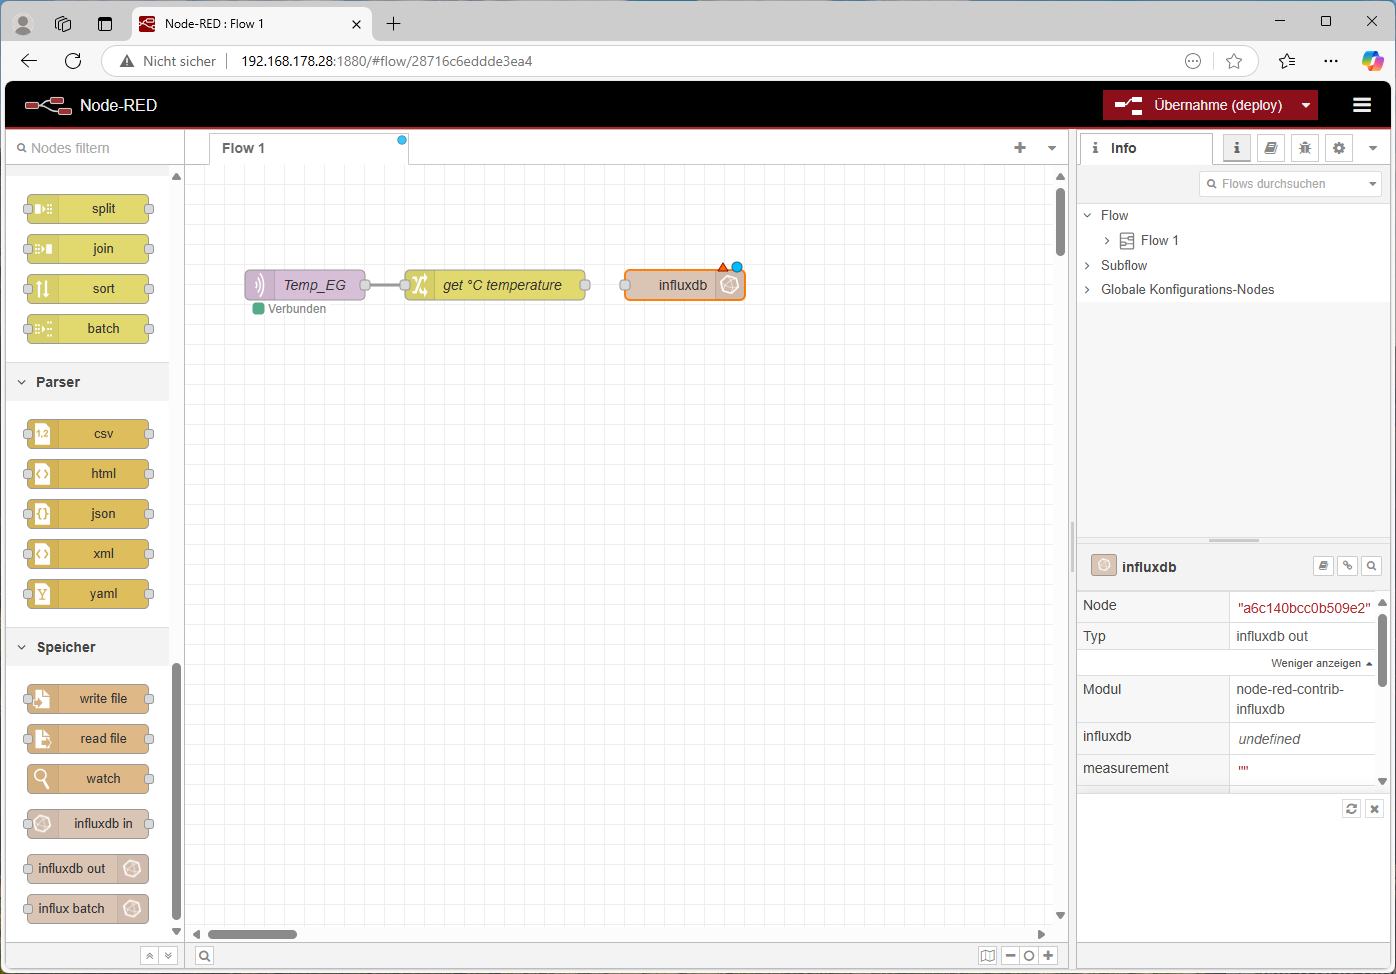 Node-RED : Flow 1
Nicht sicher
192.168.178.28:1880/#flow/28716c6eddde3ea4
Node-RED
Übernahme (deploy)
Nodes filtern
Flow 1
Info
Flows durchsuchen
split
join
sort
batch
Parser
csv
html
json
xml
yaml
Speicher
write file
read file
watch
influxdb in
influxdb out
influx batch
Temp_EG
Verbunden
get °C temperature
influxdb
Flow
Flow 1
Subflow
Globale Konfigurations-Nodes
influxdb
Node "a6c140bcc0b509e2"
Typ influxdb out
Weniger anzeigen
Modul node-red-contrib-
influxdb
influxdb undefined
measurement ""